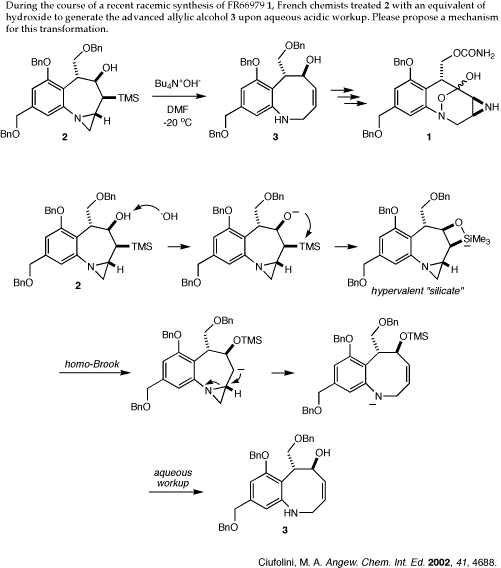 During the course of a recent racemic synthesis of FR66979 1, French chemists treated 2 with an equivalent of
hydroxide to generate the advanced allylic alcohol 3 upon aqueous acidic workup. Please propose a mechanism
for this transformation.
OBn
BnO
OH
TMS
N
H
BnO
2
Bu4N+OH-
DMF
-20 °C
OBn
BnO
OH
HN
BnO
3
OCONH2
BnO
OH
O
N
NH
BnO
1
OBn
BnO
OH
-OH
TMS
N
H
BnO
2
OBn
BnO
O
TMS
N
H
BnO
OBn
BnO
O
SiMe3
N
H
BnO
hypervalent "silicate"
homo-Brook
OBn
BnO
OTMS
N
H
BnO
OBn
BnO
OTMS
N
BnO
aqueous
workup
OBn
BnO
OH
HN
BnO
3
Ciufolini, M. A. Angew. Chem. Int. Ed. 2002, 41, 4688.